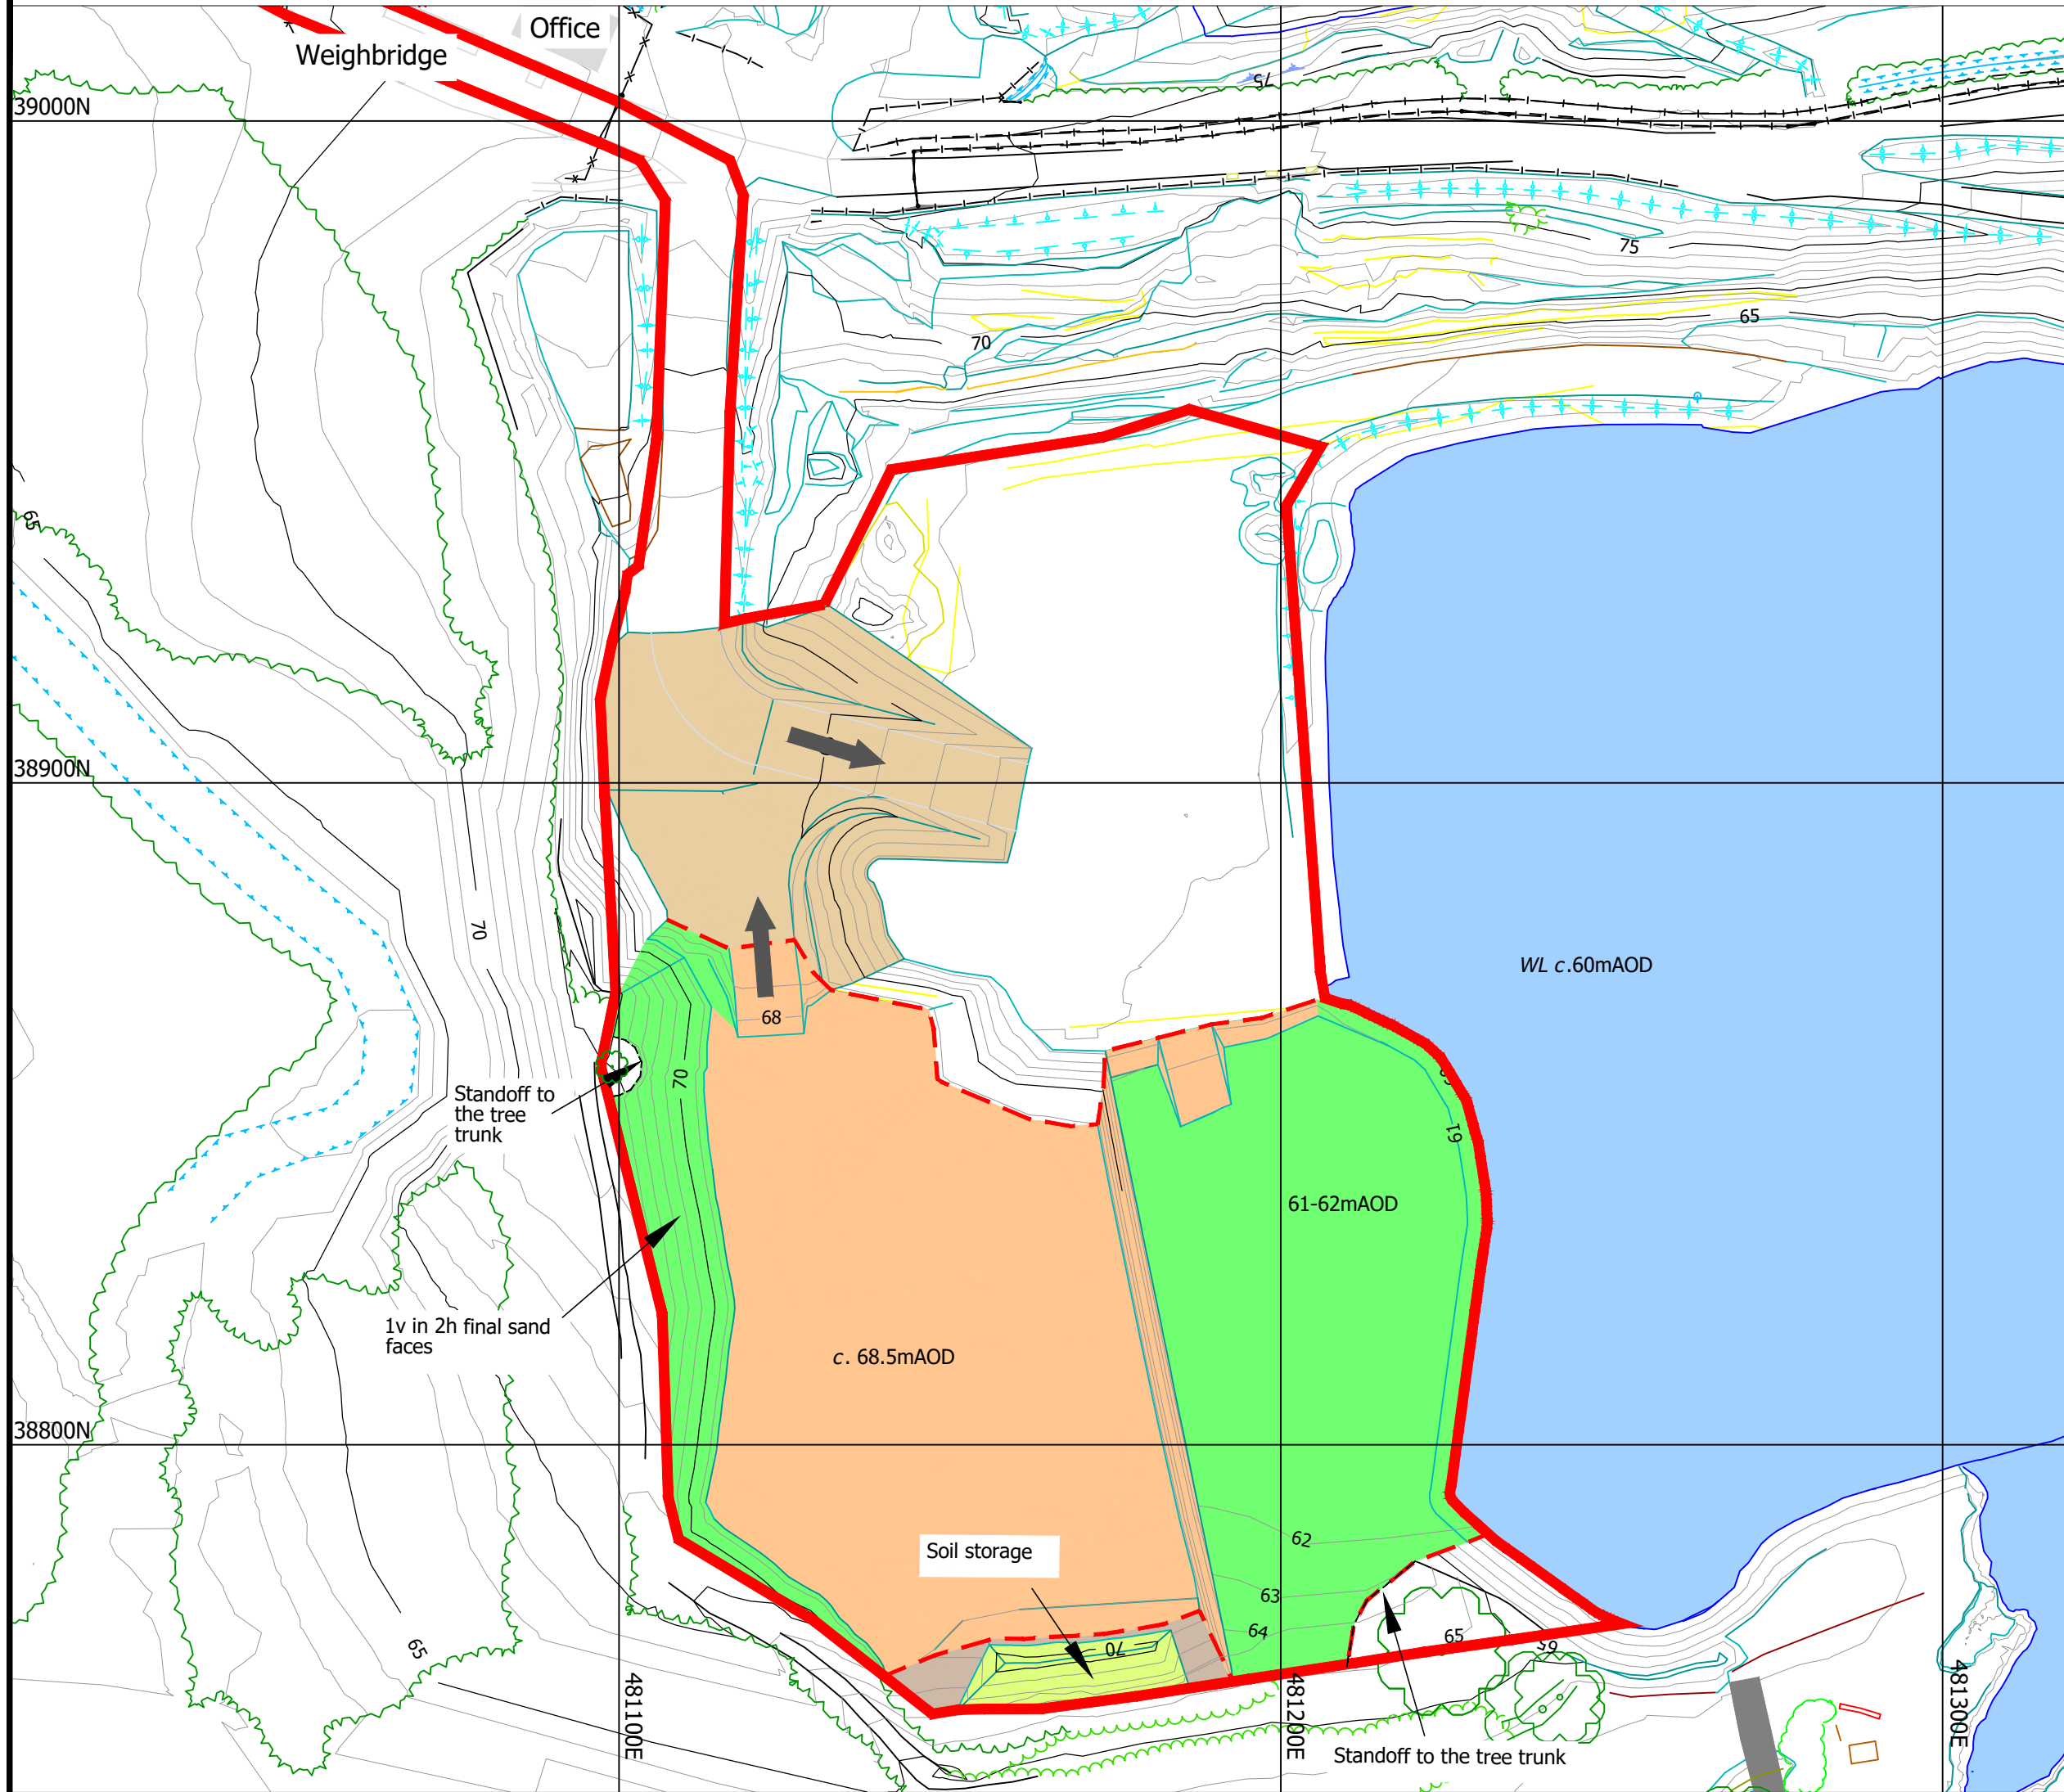 Office
Weighbridge
75
39000N
75
65
70
65
38900N
70
WL c.60mAOD
68
70
Standoff to
the tree
trunk
61
61-62mAOD
1v in 2h final sand
faces
c. 68.5mAOD
38800N
62
Soil storage
63
64
65
65
65
70
481100E
481200E
481300E
Standoff to the tree trunk